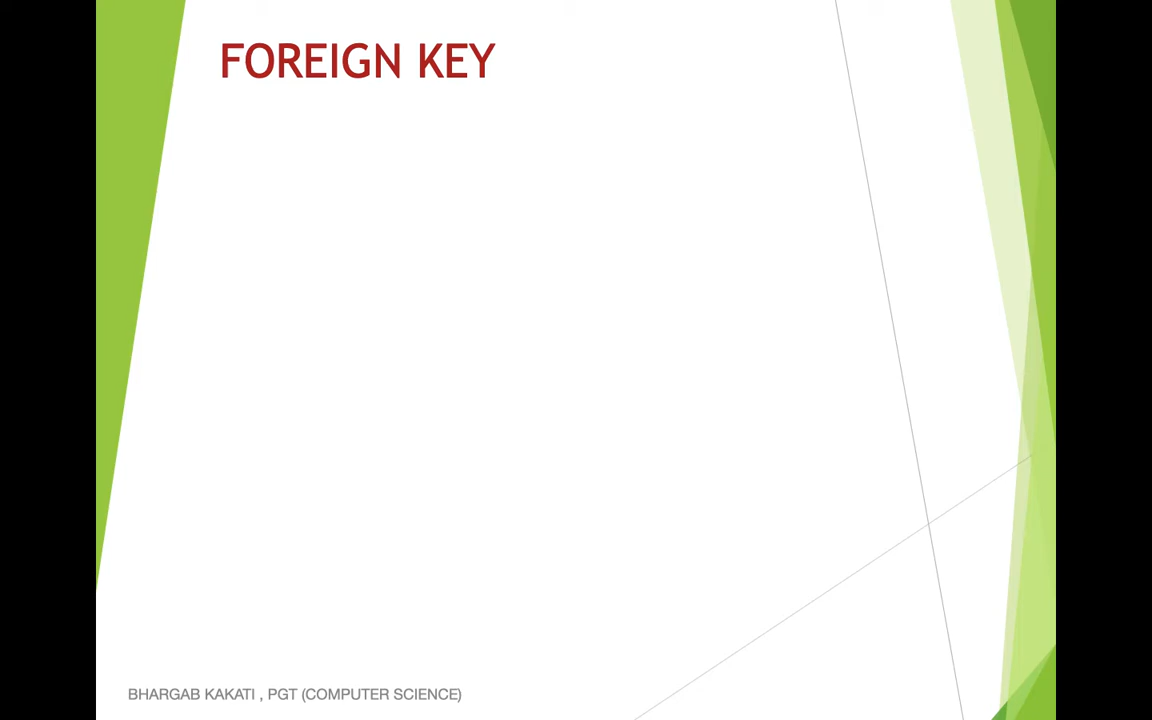 FOREIGN KEY
BHARGAB KAKATI , PGT (COMPUTER SCIENCE)